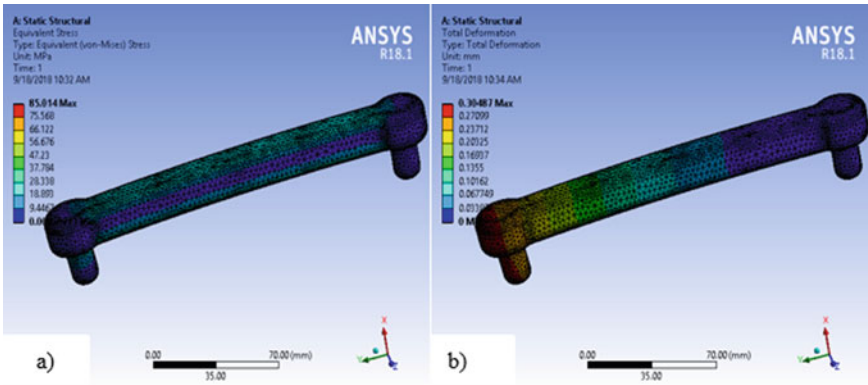 A: Static Structural
Equivalent Stress
Type: Equivalent (von-Mises) Stress
Unit: MPa
Time: 1
9/18/2018 10:32 AM
ANSYS
R18.1
85.014 Max
75.568
66.122
56.676
47.23
37.784
28.338
18.893
9.4467
0.00
70.00 (mm)
35.00
X
Y
Z
a)
A: Static Structural
Total Deformation
Type: Total Deformation
Unit: mm
Time: 1
9/18/2018 10:34 AM
ANSYS
R18.1
0.30487 Max
0.27099
0.23712
0.20325
0.16937
0.1355
0.10162
0.067749
0.00
70.00 (mm)
35.00
X
Y
Z
b)